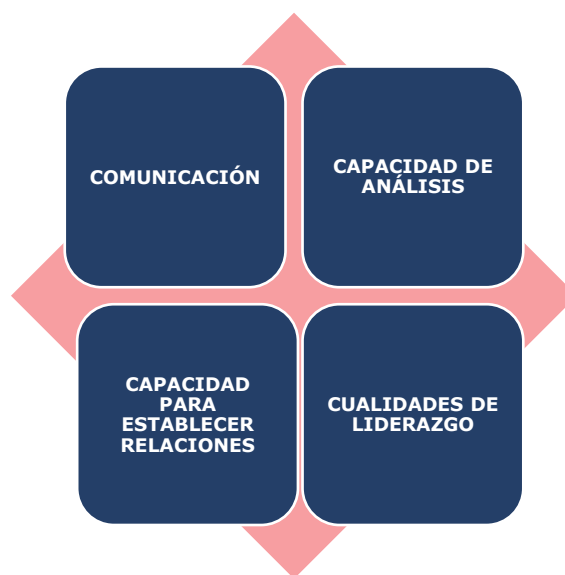 COMUNICACIÓN
CAPACIDAD DE
ANÁLISIS
CAPACIDAD
PARA
ESTABLECER
RELACIONES
CUALIDADES DE
LIDERAZGO